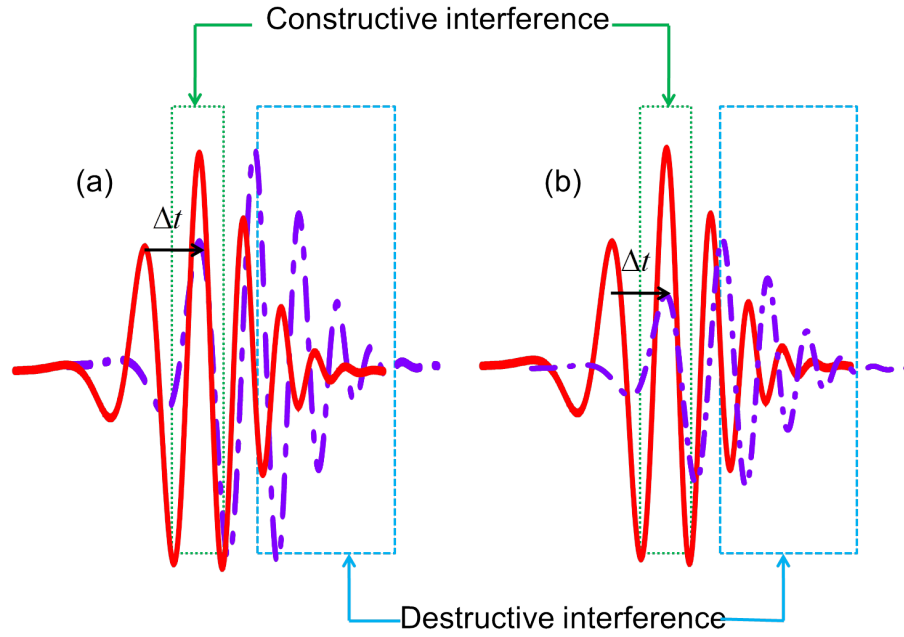 Constructive interference
(a)
Δt
(b)
Δt
Destructive interference